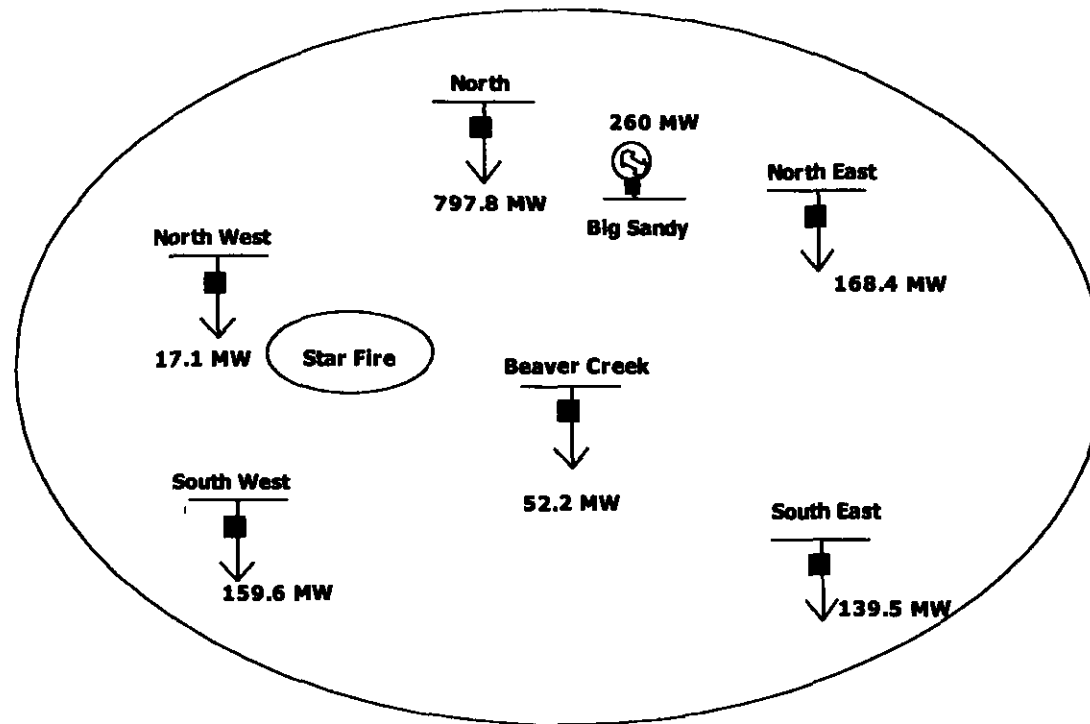 North
260 MW
North East
797.8 MW
Big Sandy
North West
168.4 MW
17.1 MW
Star Fire
Beaver Creek
South West
52.2 MW
South East
159.6 MW
139.5 MW